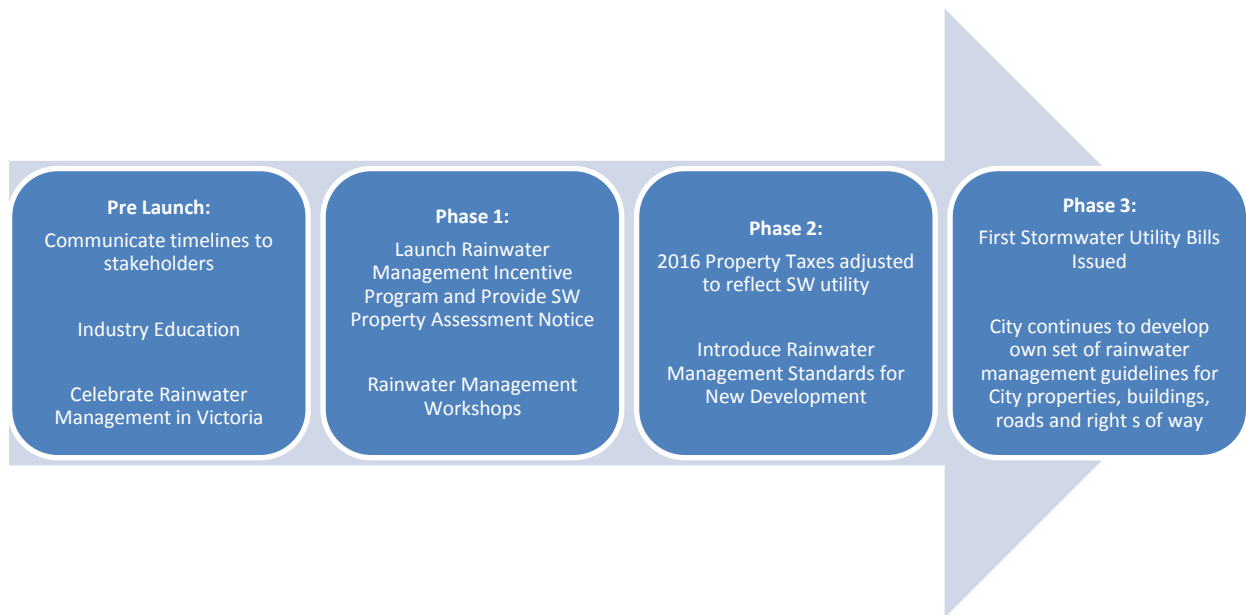 Pre Launch:
Communicate timelines to
stakeholders
Industry Education
Celebrate Rainwater
Management in Victoria
Phase 1:
Launch Rainwater
Management Incentive
Program and Provide SW
Property Assessment Notice
Rainwater Management
Workshops
Phase 2:
2016 Property Taxes adjusted
to reflect SW utility
Introduce Rainwater
Management Standards for
New Development
Phase 3:
First Stormwater Utility Bills
Issued
City continues to develop
own set of rainwater
management guidelines for
City properties, buildings,
roads and right s of way